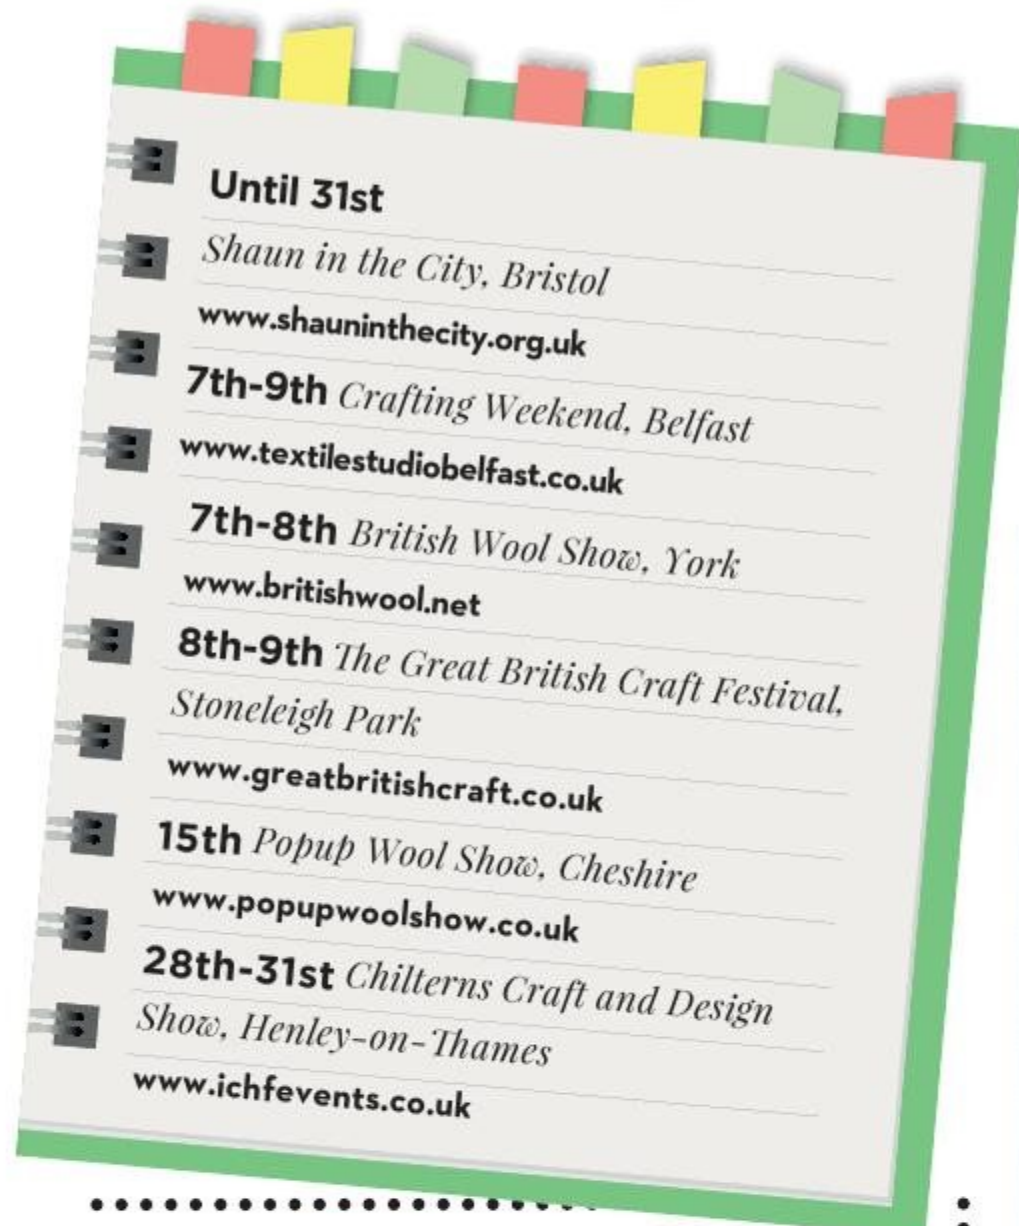 Until 31st
Shaun in the City, Bristol
www.shauninthecity.org.uk
7th-9th Crafting Weekend, Belfast
www.textilestudiobelfast.co.uk
7th-8th British Wool Show, York
www.britishwool.net
8th-9th The Great British Craft Festival,
Stoneleigh Park
www.greatbritishcraft.co.uk
15th Popup Wool Show, Cheshire
www.popupwoolshow.co.uk
28th-31st Chilterns Craft and Design
Show, Henley-on-Thames
www.ichfevents.co.uk